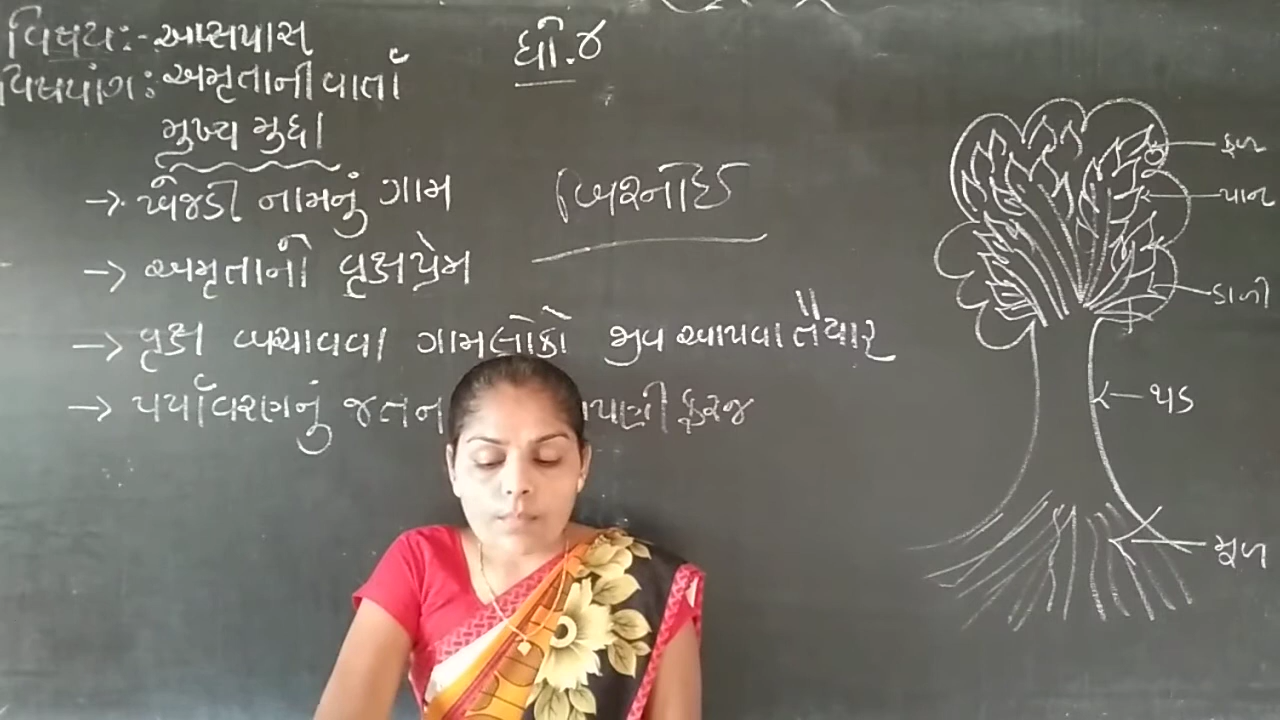 વિષય:- આસપાસ
ધો.૪
વિષયાંગ: અમૃતાની વાર્તા
મુખ્ય મુદ્દા
→ ખેજડી નામનું ગામ
બિશ્નોઈ
→ અમૃતાનો વૃક્ષપ્રેમ
→ વૃક્ષ બચાવવા ગામલોકો જીવ આપવા તૈયાર
→ પર્યાવરણનું જતન પણી ફરજ
ફળ
પાન
ડાળી
થડ
મૂળ